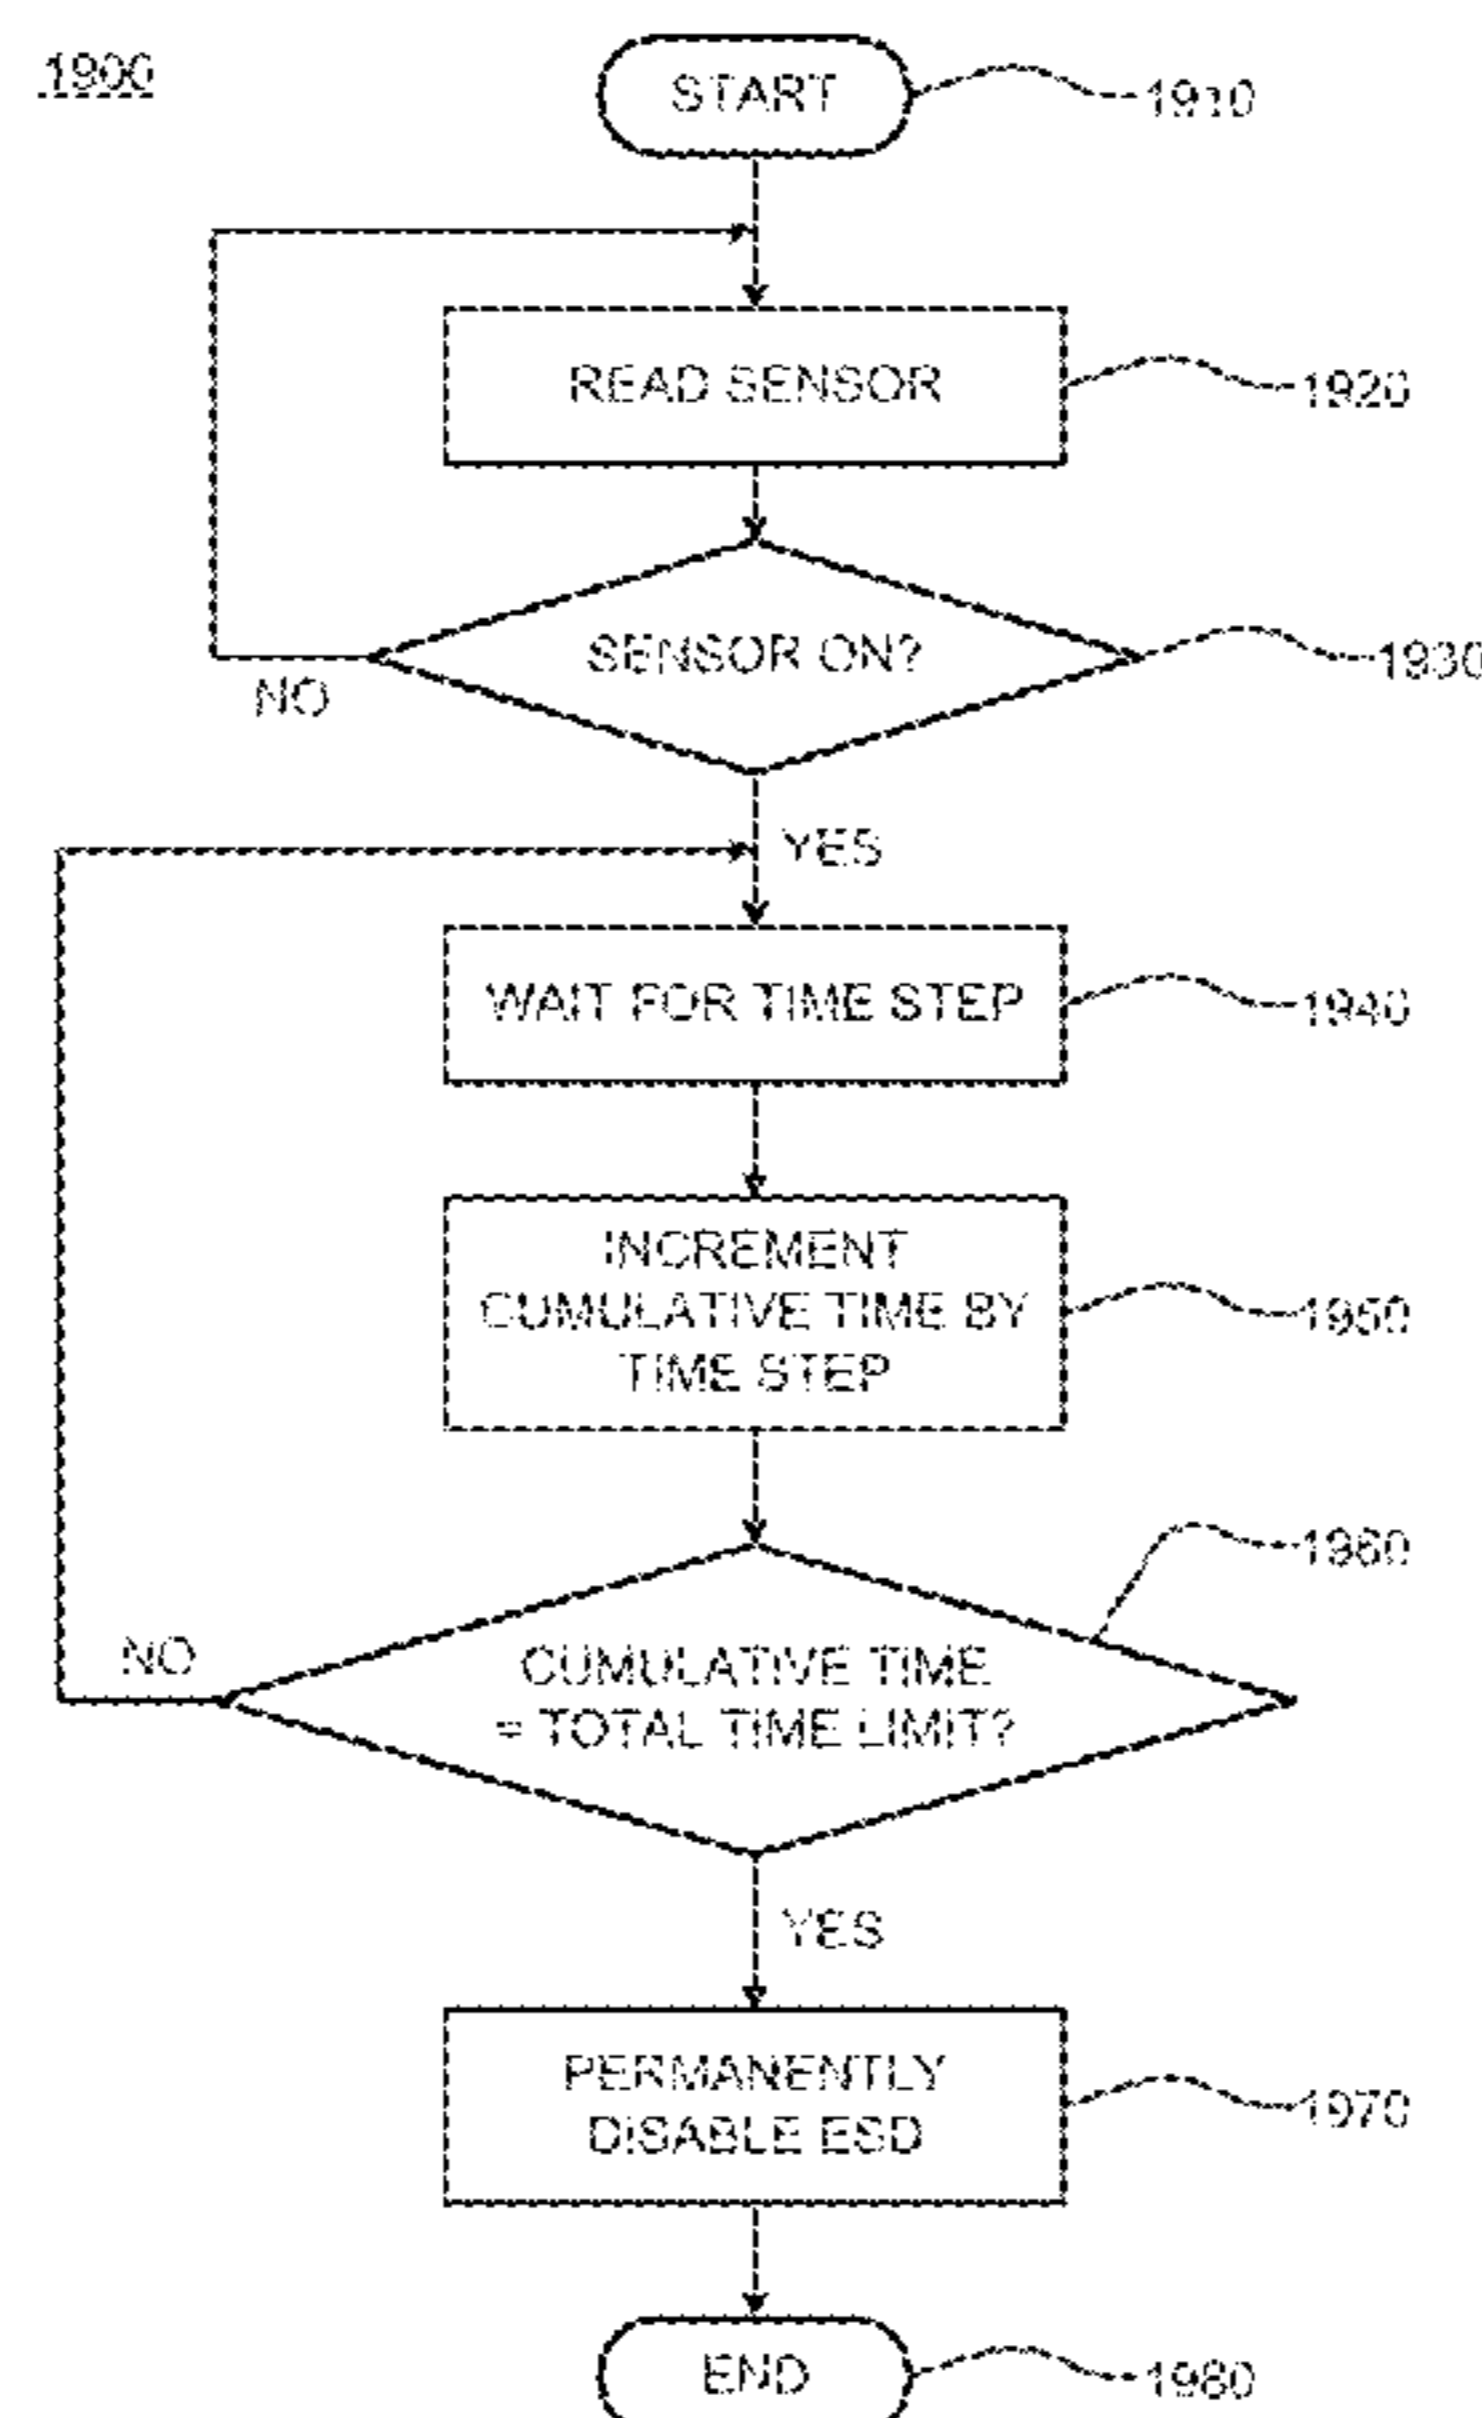 1900
START
1910
READ SENSOR
1920
SENSOR ON?
1930
NO
YES
WAIT FOR TIME STEP
1940
INCREMENT
CUMULATIVE TIME BY
TIME STEP
1950
1960
NO
CUMULATIVE TIME
= TOTAL TIME LIMIT?
YES
PERMANENTLY
DISABLE ESD
1970
END
1980